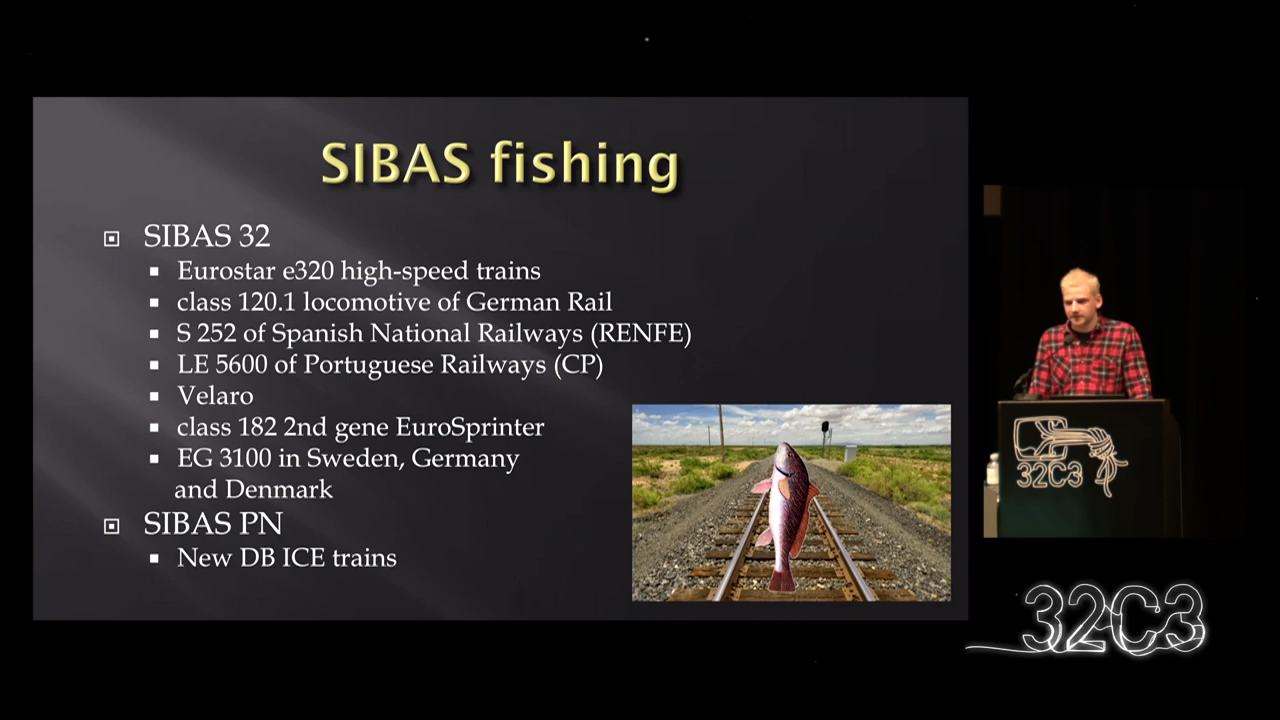 SIBAS fishing
SIBAS 32
Eurostar e320 high-speed trains
class 120.1 locomotive of German Rail
S 252 of Spanish National Railways (RENFE)
LE 5600 of Portuguese Railways (CP)
Velaro
class 182 2nd gene EuroSprinter
EG 3100 in Sweden, Germany
and Denmark
SIBAS PN
New DB ICE trains
32C3
32C3